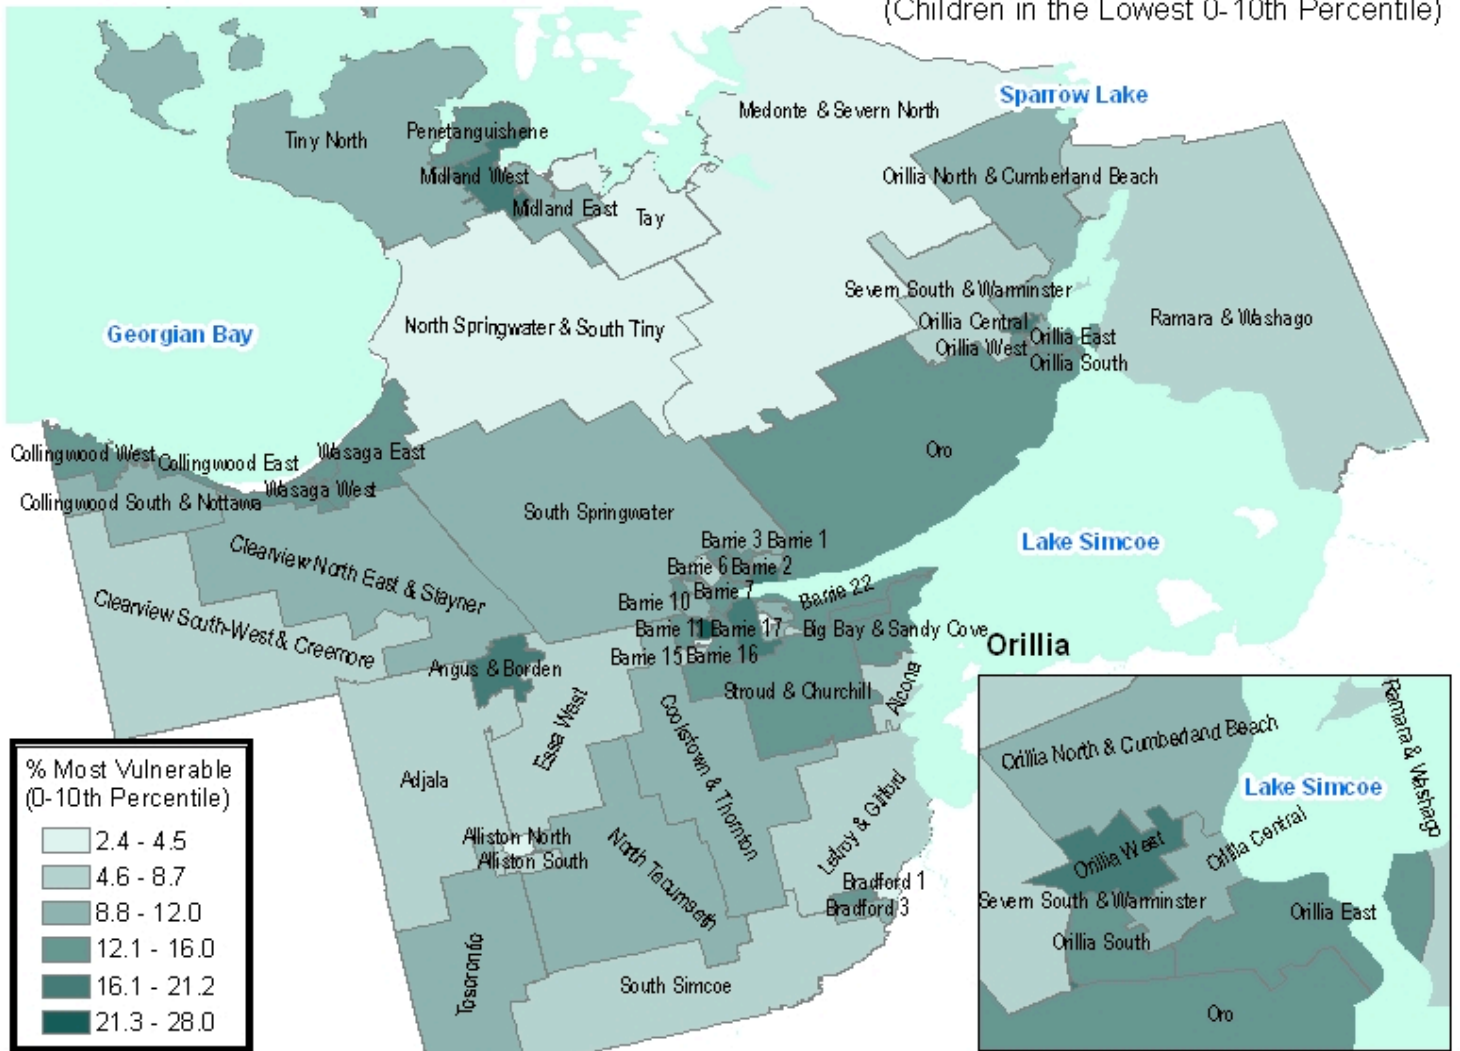 (Children in the Lowest 0-10th Percentile)
Sparrow Lake
Medonte & Severn North
Penetanguishene
Tiny North
Midland West
Orillia North & Cumberland Beach
Midland East
Tay
Severn South & Warminster
Georgian Bay
North Springwater & South Tiny
Orillia Central
Ramara & Washago
Orillia East
Orillia West
Orillia South
Collingwood West
Collingwood East
Wasaga East
Oro
Wasaga West
Collingwood South & Nottawa
South Springwater
Barrie 3
Barrie 1
Lake Simcoe
Clearview North East & Stayner
Barrie 6
Barrie 2
Barrie 7
Barrie 22
Barrie 10
Clearview South-West & Creemore
Barrie 11
Barrie 17
Big Bay & Sandy Cove
Orillia
Barrie 15
Barrie 16
Angus & Borden
Stroud & Churchill
Alcona
Essa West
Cookstown & Thornton
Adjala
Lefroy & Gilford
Alliston North
Alliston South
North Tecumseth
Bradford 1
Bradford 3
Tosorontio
South Simcoe
% Most Vulnerable
(0-10th Percentile)
2.4 - 4.5
4.6 - 8.7
8.8 - 12.0
12.1 - 16.0
16.1 - 21.2
21.3 - 28.0
Orillia North & Cumberland Beach
Ramara & Washago
Lake Simcoe
Orillia Central
Orillia West
Severn South & Warminster
Orillia East
Orillia South
Oro